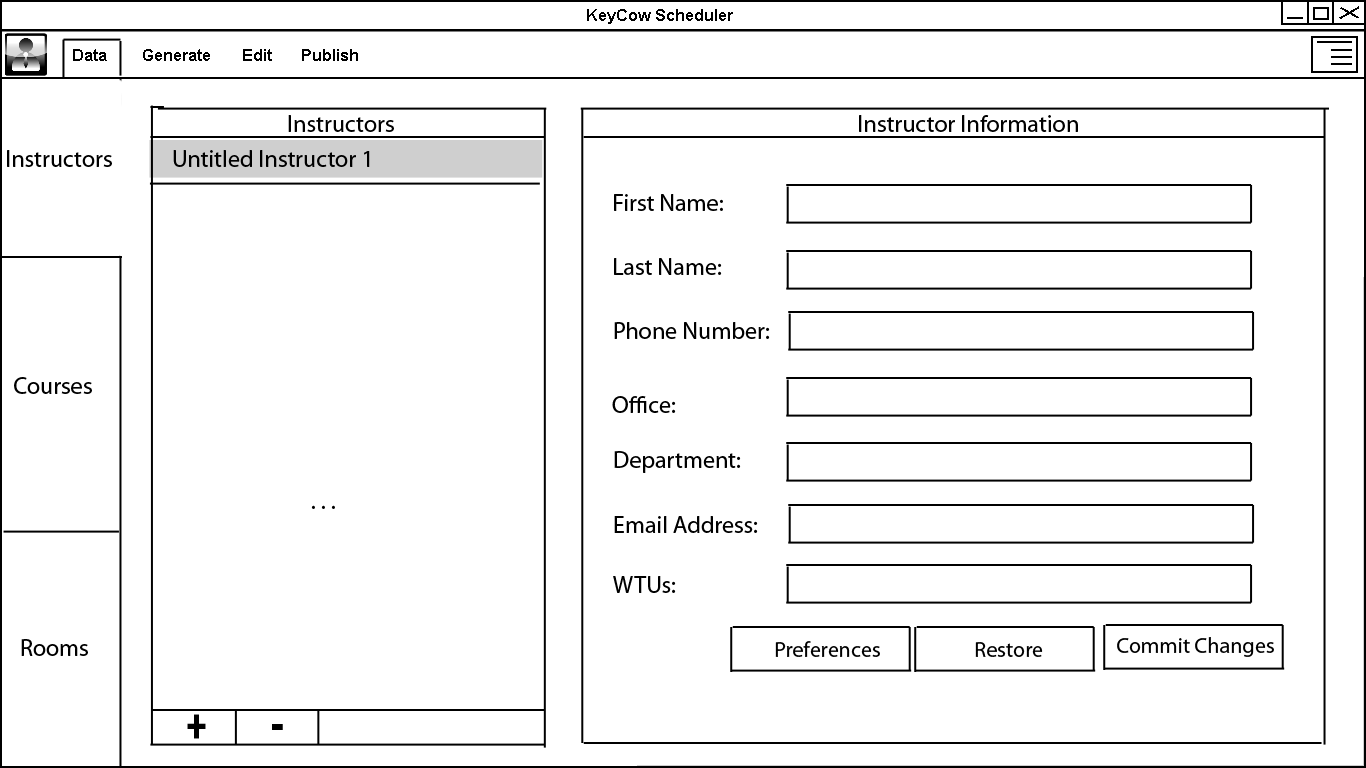 KeyCow Scheduler
Data Generate Edit Publish
Instructors
Courses
Rooms
Instructors
Untitled Instructor 1
...
+ -
Instructor Information
First Name:
Last Name:
Phone Number:
Office:
Department:
Email Address:
WTUs:
Preferences Restore Commit Changes